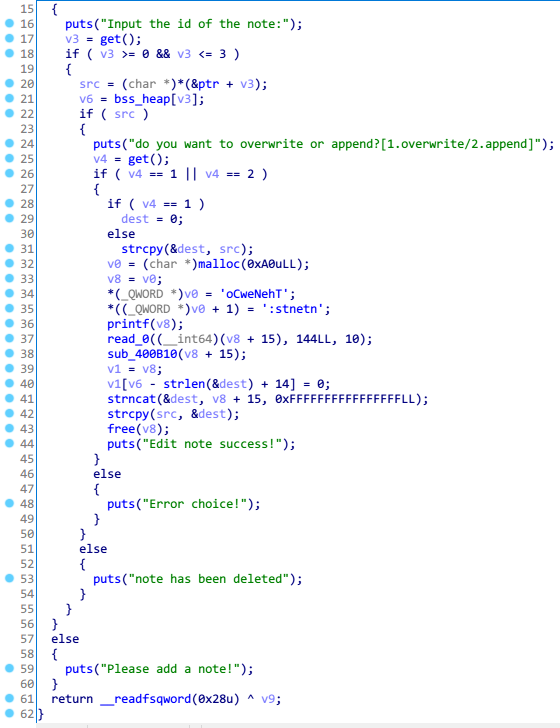 15 {
16 puts("Input the id of the note:");
17 v3 = get();
18 if ( v3 >= 0 && v3 <= 3 )
19 {
20 src = (char *)*(&ptr + v3);
21 v6 = bss_heap[v3];
22 if ( src )
23 {
24 puts("do you want to overwrite or append?[1.overwrite/2.append]");
25 v4 = get();
26 if ( v4 == 1 || v4 == 2 )
27 {
28 if ( v4 == 1 )
29 dest = 0;
30 else
31 strcpy(&dest, src);
32 v0 = (char *)malloc(0xA0uLL);
33 v8 = v0;
34 *(_QWORD *)v0 = 'oCweNehT';
35 *((_QWORD *)v0 + 1) = ':stnetn';
36 printf(v8);
37 read_0((__int64)(v8 + 15), 144LL, 10);
38 sub_400B10(v8 + 15);
39 v1 = v8;
40 v1[v6 - strlen(&dest) + 14] = 0;
41 strncat(&dest, v8 + 15, 0xFFFFFFFFFFFFFFFFLL);
42 strcpy(src, &dest);
43 free(v8);
44 puts("Edit note success!");
45 }
46 else
47 {
48 puts("Error choice!");
49 }
50 }
51 else
52 {
53 puts("note has been deleted");
54 }
55 }
56 }
57 else
58 {
59 puts("Please add a note!");
60 }
61 return __readfsqword(0x28u) ^ v9;
62 }